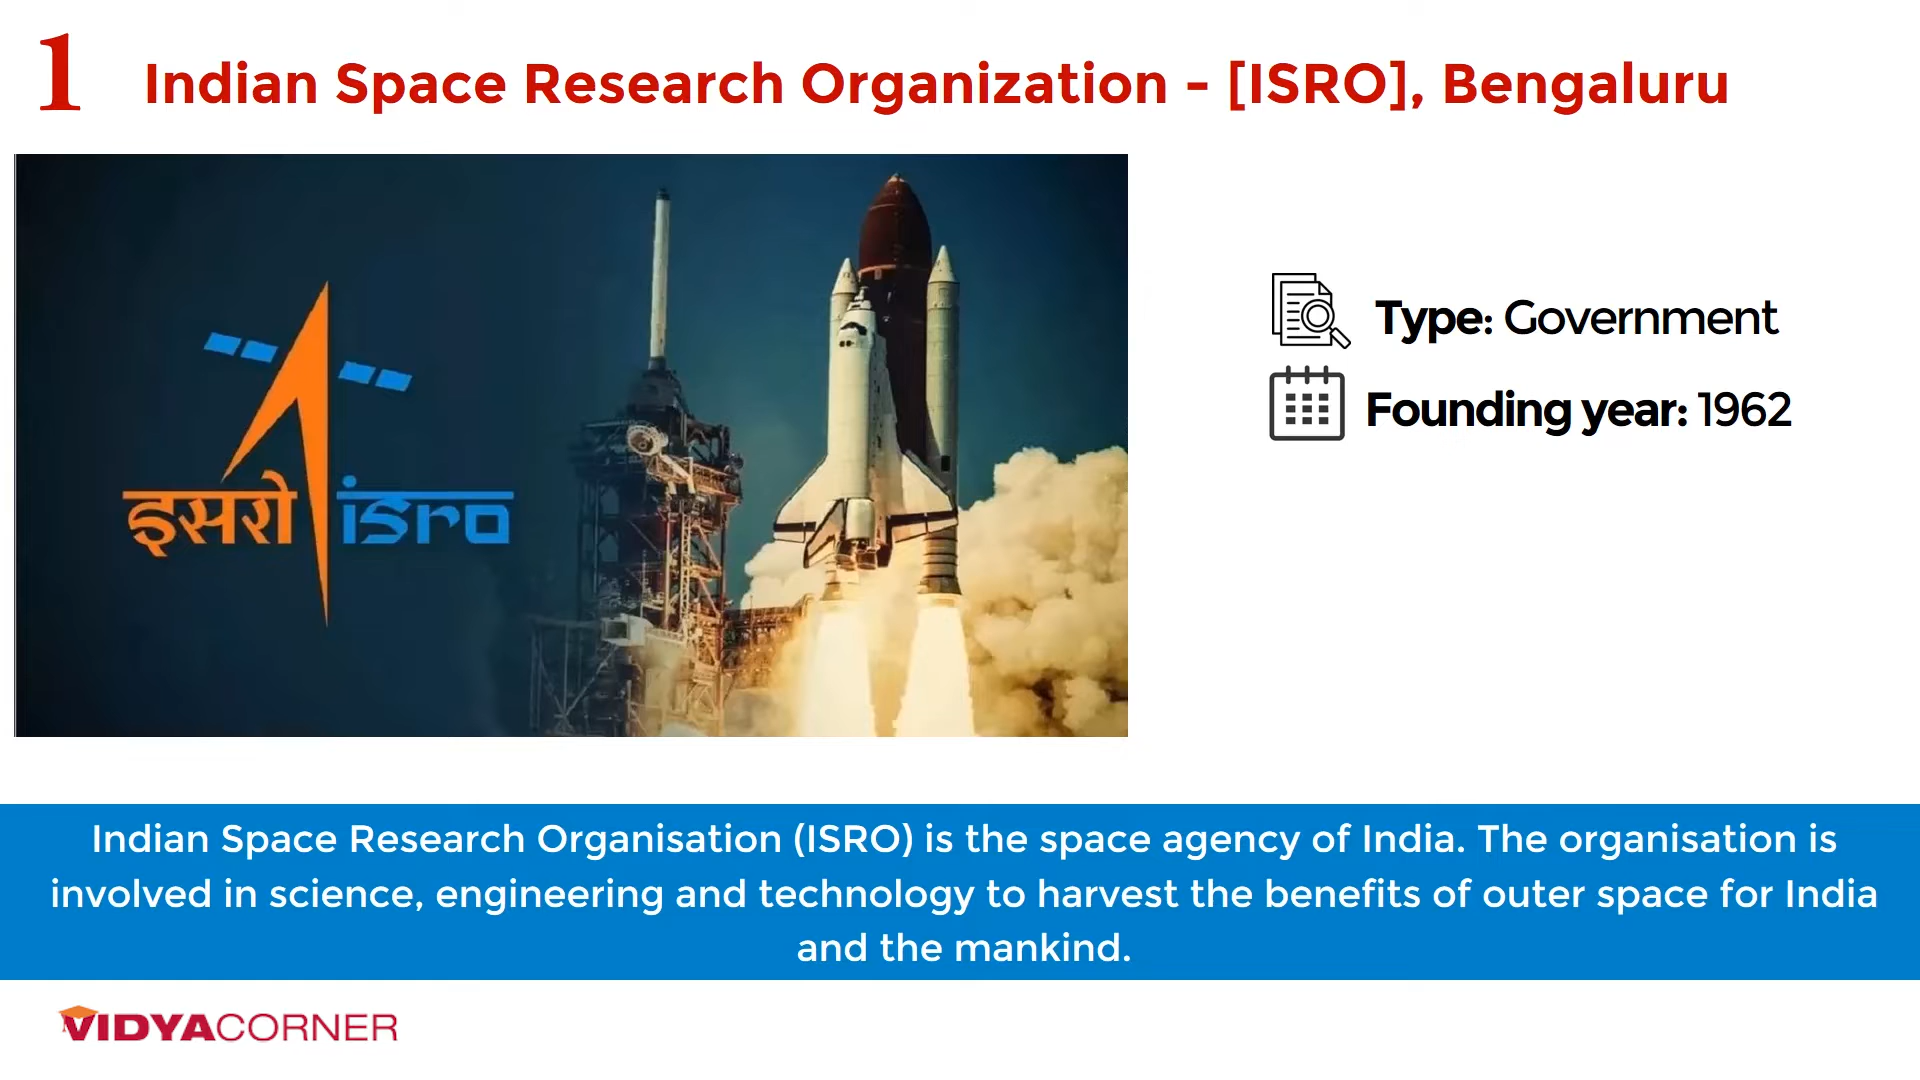 1
Indian Space Research Organization - [ISRO], Bengaluru
इसरो isro
Type: Government
Founding year: 1962
Indian Space Research Organisation (ISRO) is the space agency of India. The organisation is
involved in science, engineering and technology to harvest the benefits of outer space for India
and the mankind.
VIDYACORNER